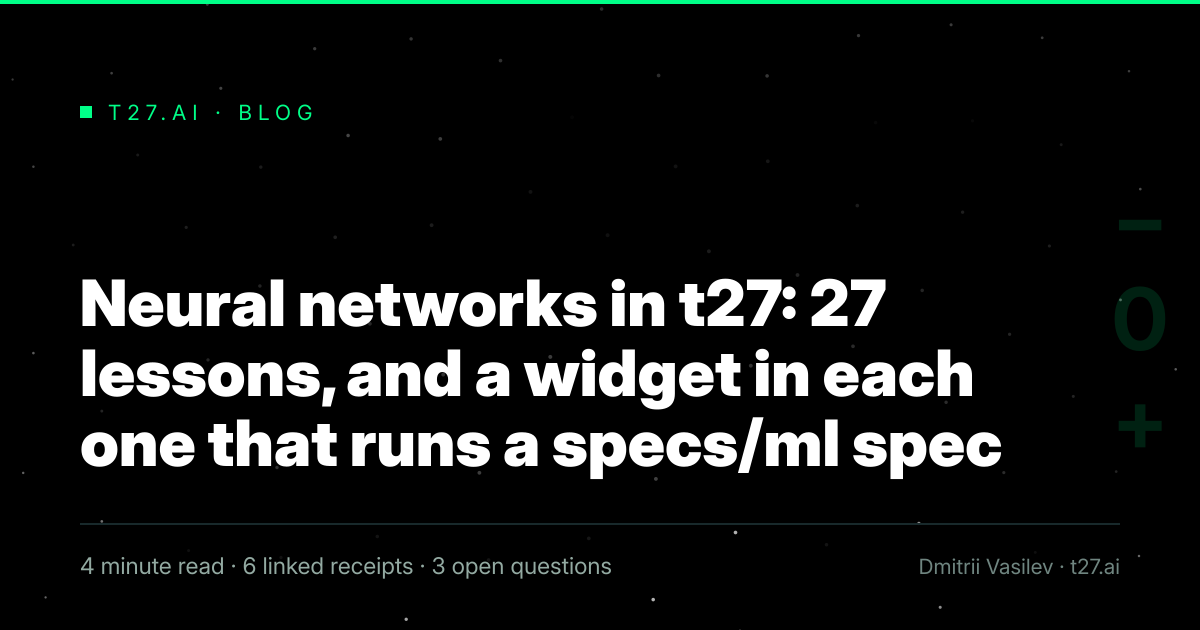 T27.AI · BLOG
Neural networks in t27: 27
lessons, and a widget in each
one that runs a specs/ml spec
−
0
+
4 minute read · 6 linked receipts · 3 open questions
Dmitrii Vasilev · t27.ai